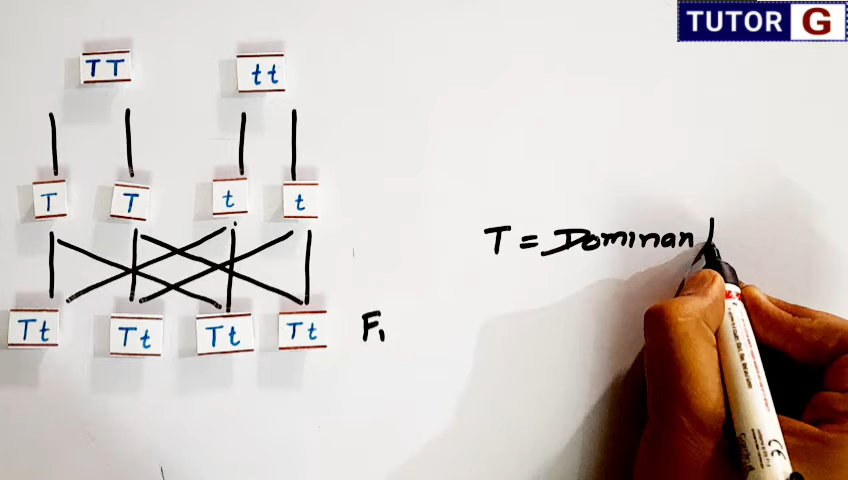 TUTOR G
TT tt
T T t t
T = Dominant
Tt Tt Tt Tt F₁